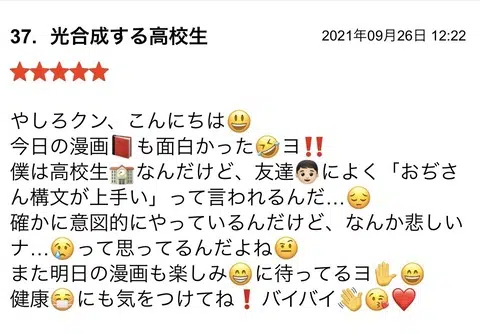 37. 光合成する高校生
2021年09月26日 12:22
★★★★★
やしろクン、こんにちは😃
今日の漫画📕も面白かった🤣ヨ‼️
僕は高校生🏫なんだけど、友達👦🏻によく「おぢさ
ん構文が上手い」って言われるんだ…😔
確かに意図的にやっているんだけど、なんか悲しい
ナ…😢って思ってるんだよね🤨
また明日の漫画も楽しみ😁に待ってるヨ✋😄
健康😷にも気をつけてね❗バイバイ👋😘❤️